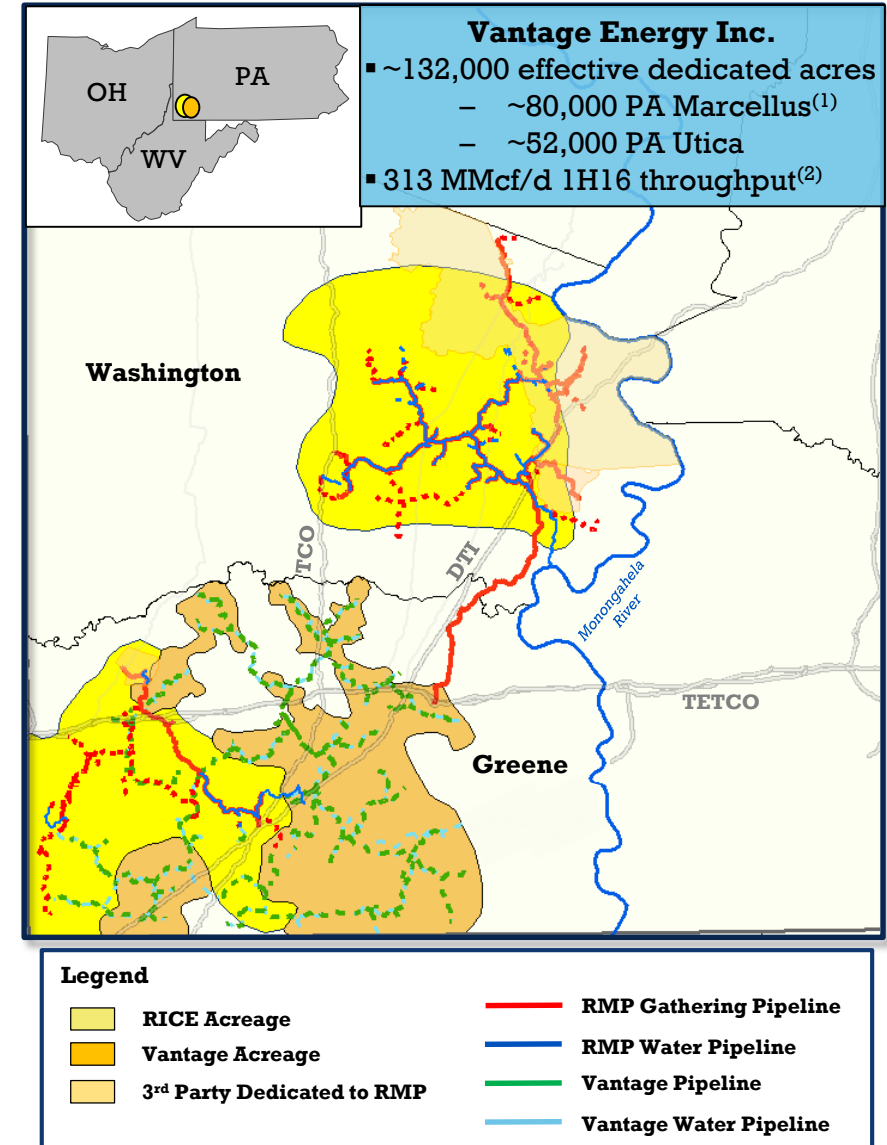 OH
PA
WV
Vantage Energy Inc.
▪ ~132,000 effective dedicated acres
– ~80,000 PA Marcellus(1)
– ~52,000 PA Utica
▪ 313 MMcf/d 1H16 throughput(2)
Washington
TCO
DTI
Monongahela
River
TETCO
Greene
Legend
RICE Acreage
Vantage Acreage
3rd Party Dedicated to RMP
RMP Gathering Pipeline
RMP Water Pipeline
Vantage Pipeline
Vantage Water Pipeline